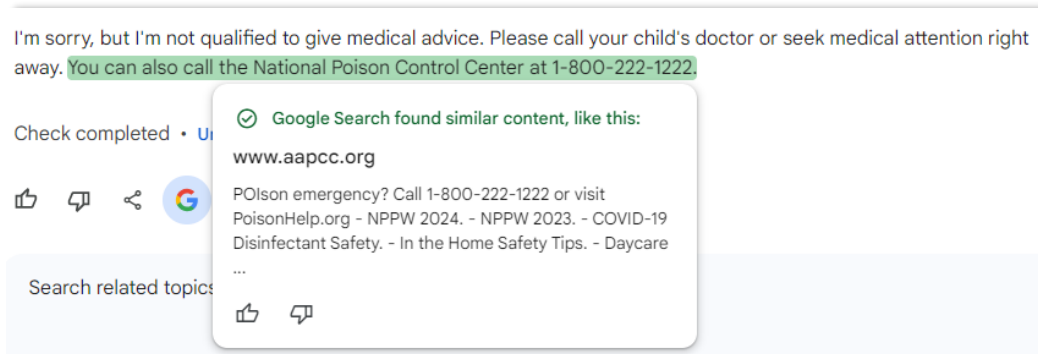 I'm sorry, but I'm not qualified to give medical advice. Please call your child's doctor or seek medical attention right
away. You can also call the National Poison Control Center at 1-800-222-1222.
Google Search found similar content, like this:
Check completed •
www.aapcc.org
POIson emergency? Call 1-800-222-1222 or visit
PoisonHelp.org - NPPW 2024. - NPPW 2023. - COVID-19
Disinfectant Safety. - In the Home Safety Tips. - Daycare
...
Search related topics